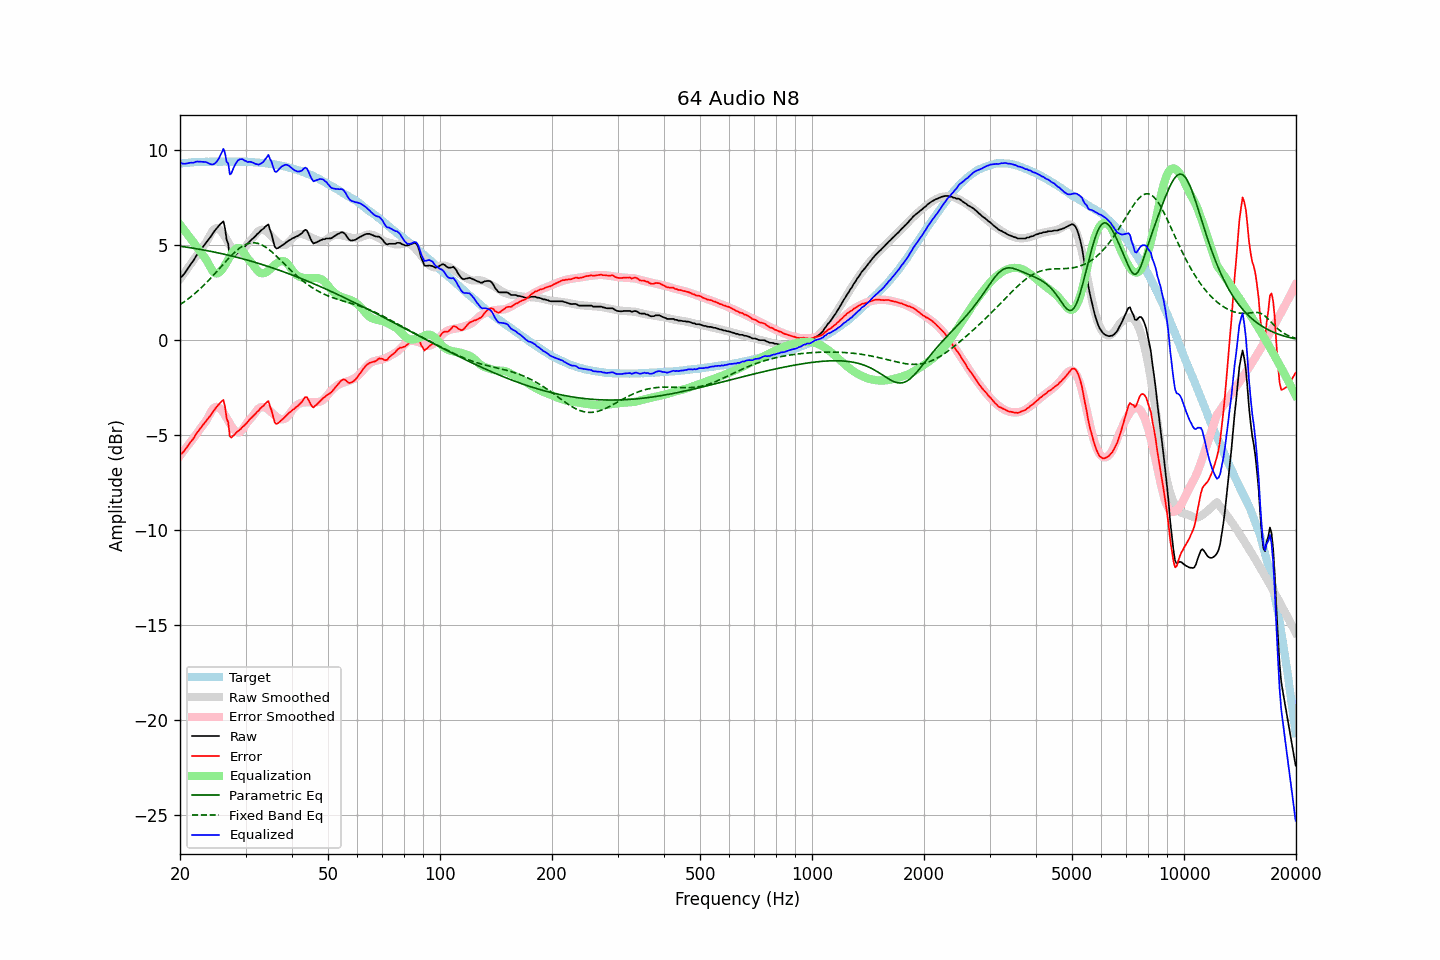 64 Audio N8
Amplitude (dBr)
10
5
0
−5
−10
−15
−20
−25
Target
Raw Smoothed
Error Smoothed
Raw
Error
Equalization
Parametric Eq
Fixed Band Eq
Equalized
20 50 100 200 500 1000 2000 5000 10000 20000
Frequency (Hz)